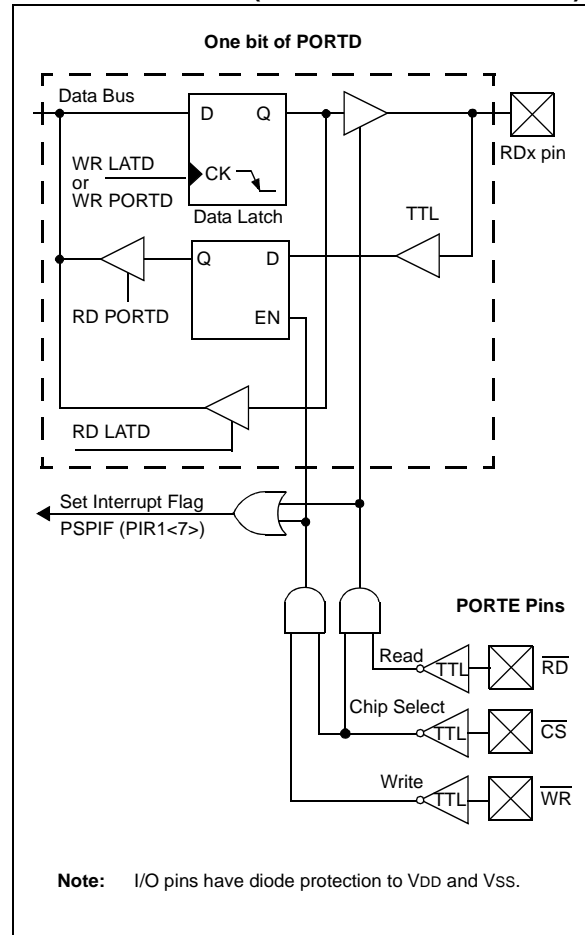 One bit of PORTD
Data Bus
D Q
WR LATD
or
WR PORTD
CK
Data Latch
RDx pin
TTL
Q D
EN
RD PORTD
RD LATD
Set Interrupt Flag
PSPIF (PIR1<7>)
PORTE Pins
Read
TTL
RD
Chip Select
TTL
CS
Write
TTL
WR
Note: I/O pins have diode protection to VDD and VSS.